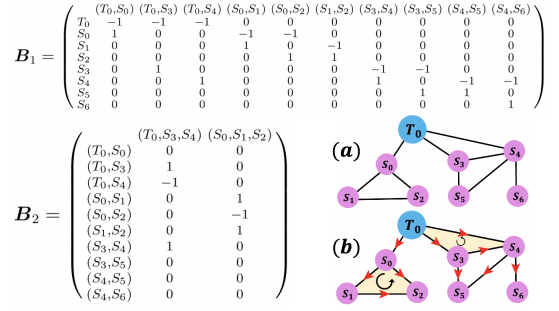 (T₀,S₀) (T₀,S₃) (T₀,S₄) (S₀,S₁) (S₀,S₂) (S₁,S₂) (S₃,S₄) (S₃,S₅) (S₄,S₅) (S₄,S₆)
T₀ −1 −1 −1 0 0 0 0 0 0 0
S₀ 1 0 0 −1 −1 0 0 0 0 0
S₁ 0 0 0 1 0 −1 0 0 0 0
B₁ =
S₂ 0 0 0 0 1 1 0 0 0 0
S₃ 0 1 0 0 0 0 −1 −1 0 0
S₄ 0 0 1 0 0 0 1 0 −1 −1
S₅ 0 0 0 0 0 0 0 1 1 0
S₆ 0 0 0 0 0 0 0 0 0 1
(T₀,S₃,S₄) (S₀,S₁,S₂)
(T₀,S₀) 0 0
(T₀,S₃) 1 0
(T₀,S₄) −1 0
(S₀,S₁) 0 1
B₂ =
(S₀,S₂) 0 −1
(S₁,S₂) 0 1
(S₃,S₄) 1 0
(S₃,S₅) 0 0
(S₄,S₅) 0 0
(S₄,S₆) 0 0
(a)
T₀
S₀
S₃
S₄
S₁
S₂
S₅
S₆
(b)
T₀
S₀
S₃
S₄
S₁
S₂
S₅
S₆